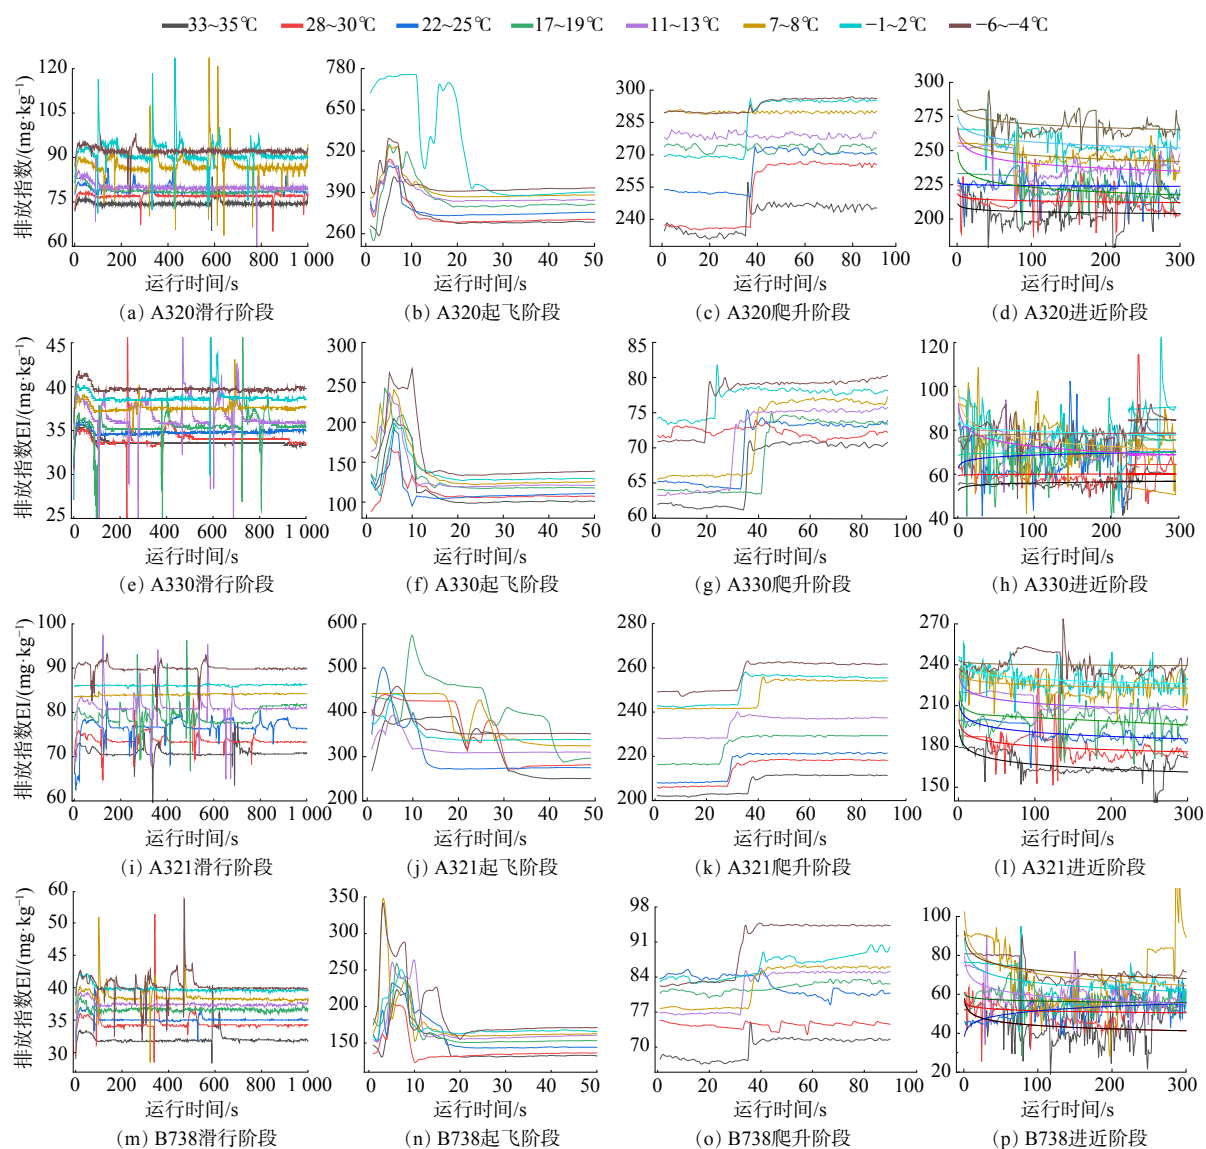 33~35℃ 28~30℃ 22~25℃ 17~19℃ 11~13℃ 7~8℃ −1~2℃ −6~−4℃
排放指数/(mg·kg⁻¹)
120
105
90
75
60
0 200 400 600 800 1 000
运行时间/s
(a) A320滑行阶段
780
650
520
390
260
0 10 20 30 40 50
运行时间/s
(b) A320起飞阶段
300
285
270
255
240
0 20 40 60 80 100
运行时间/s
(c) A320爬升阶段
300
275
250
225
200
0 100 200 300
运行时间/s
(d) A320进近阶段
排放指数EI/(mg·kg⁻¹)
45
40
35
30
25
0 200 400 600 800 1 000
运行时间/s
(e) A330滑行阶段
300
250
200
150
100
0 10 20 30 40 50
运行时间/s
(f) A330起飞阶段
85
80
75
70
65
60
0 20 40 60 80 100
运行时间/s
(g) A330爬升阶段
120
100
80
60
40
0 100 200 300
运行时间/s
(h) A330进近阶段
排放指数EI/(mg·kg⁻¹)
100
90
80
70
60
0 200 400 600 800 1 000
运行时间/s
(i) A321滑行阶段
600
500
400
300
200
0 10 20 30 40 50
运行时间/s
(j) A321起飞阶段
280
260
240
220
200
0 20 40 60 80 100
运行时间/s
(k) A321爬升阶段
270
240
210
180
150
0 100 200 300
运行时间/s
(l) A321进近阶段
排放指数EI/(mg·kg⁻¹)
60
50
40
35
30
0 200 400 600 800 1 000
运行时间/s
(m) B738滑行阶段
350
300
250
200
150
0 10 20 30 40 50
运行时间/s
(n) B738起飞阶段
98
91
84
77
70
0 20 40 60 80 100
运行时间/s
(o) B738爬升阶段
100
80
60
40
20
0 100 200 300
运行时间/s
(p) B738进近阶段